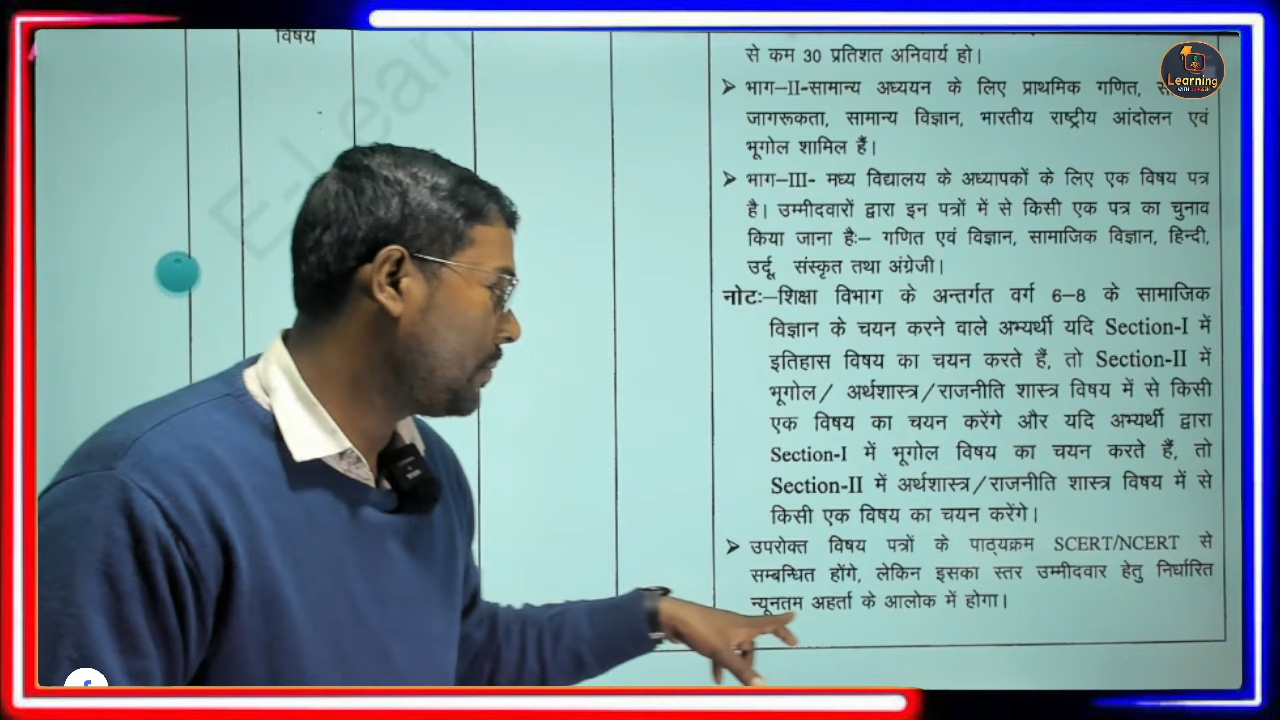 विषय
से कम 30 प्रतिशत अनिवार्य हो।
➢ भाग–II-सामान्य अध्ययन के लिए प्राथमिक गणित,
जागरूकता, सामान्य विज्ञान, भारतीय राष्ट्रीय आंदोलन एवं
भूगोल शामिल हैं।
➢ भाग–III- मध्य विद्यालय के अध्यापकों के लिए एक विषय पत्र
है। उम्मीदवारों द्वारा इन पत्रों में से किसी एक पत्र का चुनाव
किया जाना हैः– गणित एवं विज्ञान, सामाजिक विज्ञान, हिन्दी,
उर्दू, संस्कृत तथा अंग्रेजी।
नोटः–शिक्षा विभाग के अन्तर्गत वर्ग 6–8 के सामाजिक
विज्ञान के चयन करने वाले अभ्यर्थी यदि Section-I में
इतिहास विषय का चयन करते हैं, तो Section-II में
भूगोल/ अर्थशास्त्र/राजनीति शास्त्र विषय में से किसी
एक विषय का चयन करेंगे और यदि अभ्यर्थी द्वारा
Section-I में भूगोल विषय का चयन करते हैं, तो
Section-II में अर्थशास्त्र/राजनीति शास्त्र विषय में से
किसी एक विषय का चयन करेंगे।
➢ उपरोक्त विषय पत्रों के पाठ्यक्रम SCERT/NCERT से
सम्बन्धित होंगे, लेकिन इसका स्तर उम्मीदवार हेतु निर्धारित
न्यूनतम अहर्ता के आलोक में होगा।
E-Lear
Learning